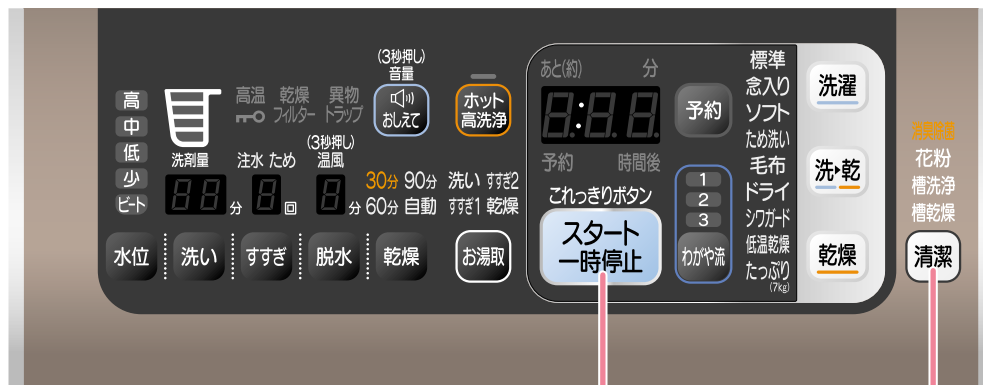 高
中
低
少
ビート
洗剤量
高温 乾燥 異物
フィルター トラップ
(3秒押し)
音量
おしえて
ホット
高洗浄
注水 ため
(3秒押し)
温風
分
回
分
30分 90分 洗い すすぎ2
60分 自動 すすぎ1 乾燥
水位
洗い
すすぎ
脱水
乾燥
お湯取
あと(約) 分
予約 時間後
これっきりボタン
スタート
一時停止
予約
1
2
3
わがや流
標準
念入り
ソフト
ため洗い
毛布
ドライ
シワガード
低温乾燥
たっぷり
(7kg)
洗濯
洗▸乾
乾燥
花粉
槽洗浄
槽乾燥
清潔